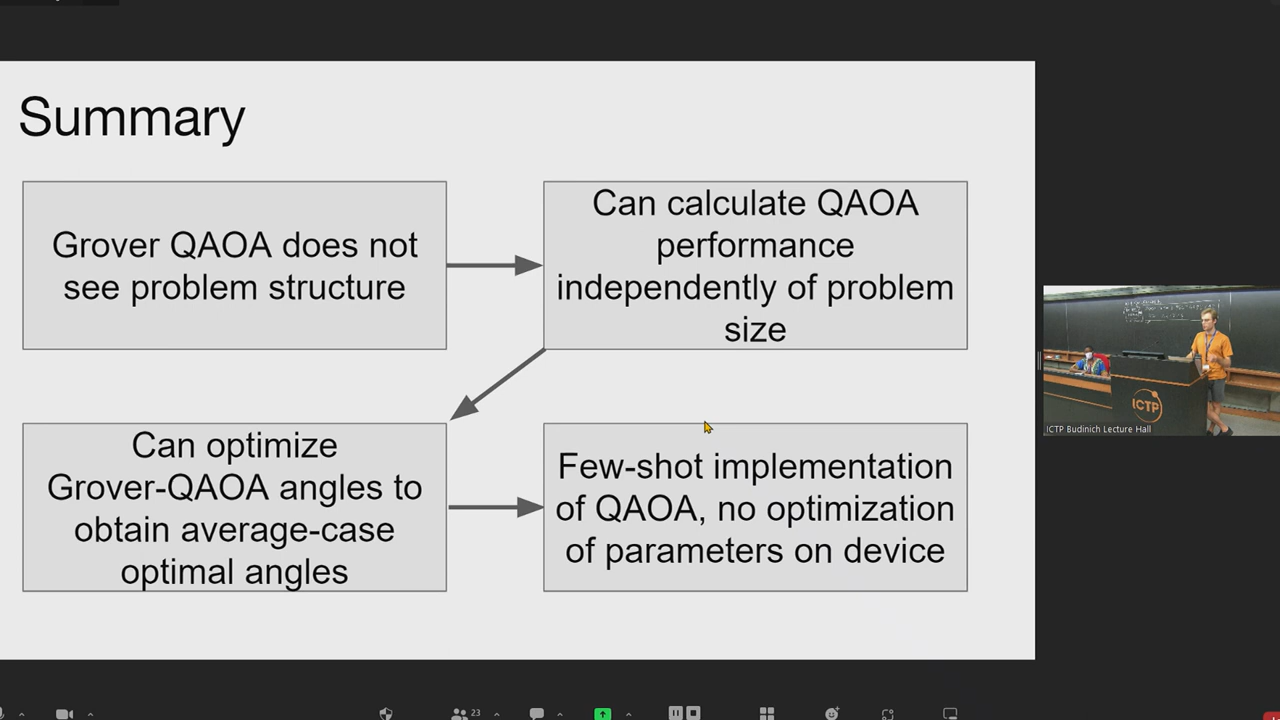 Summary
Grover QAOA does not
see problem structure
Can calculate QAOA
performance
independently of problem
size
Can optimize
Grover-QAOA angles to
obtain average-case
optimal angles
Few-shot implementation
of QAOA, no optimization
of parameters on device
ICTP
ICTP Budinich Lecture Hall
23